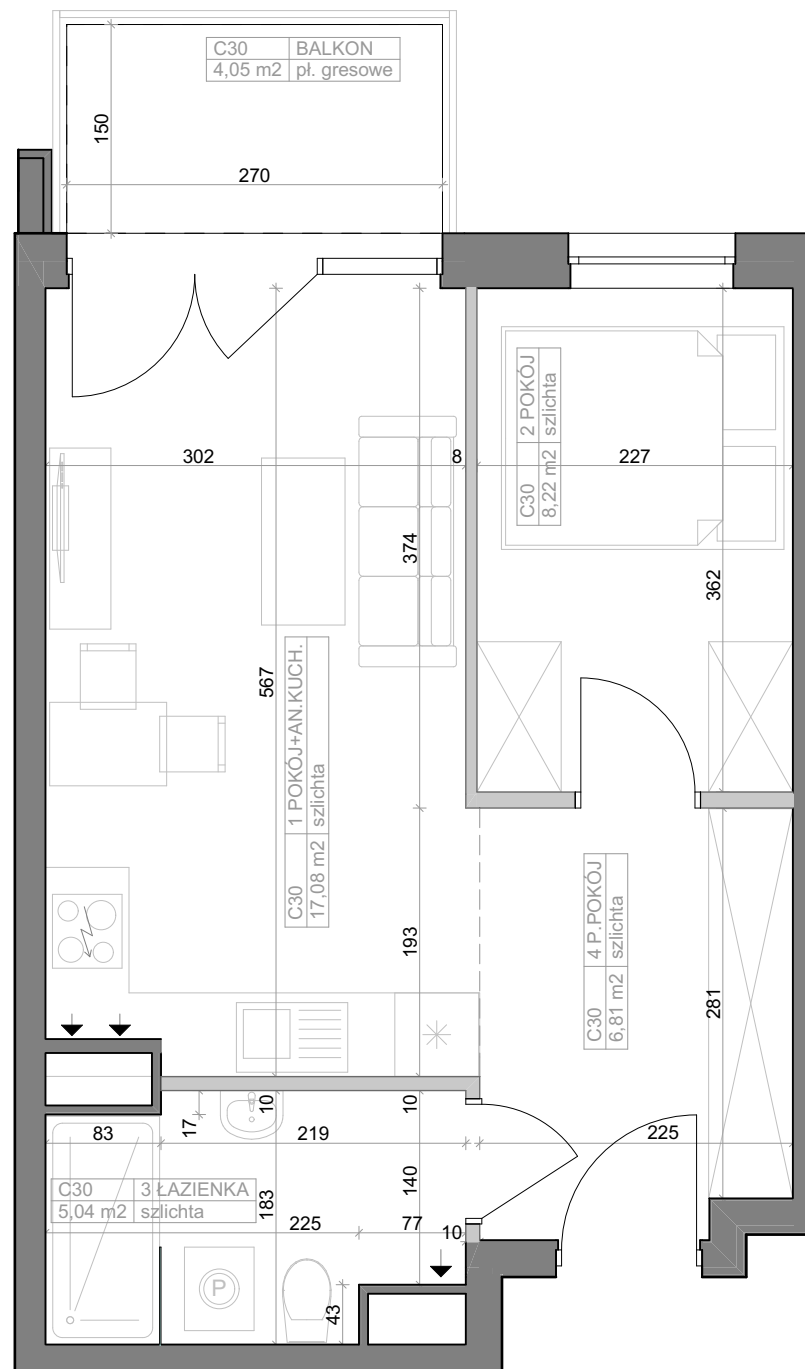 C30 BALKON
4,05 m2 pł. gresowe
150
270
302
8
227
374
362
567
C30 2 POKÓJ
8,22 m2 szlichta
C30 1 POKÓJ+AN.KUCH.
17,08 m2 szlichta
193
C30 4 P.POKÓJ
6,81 m2 szlichta
281
83
17
10
219
10
225
C30 3 ŁAZIENKA
5,04 m2 szlichta
183
140
225
77
10
P
43